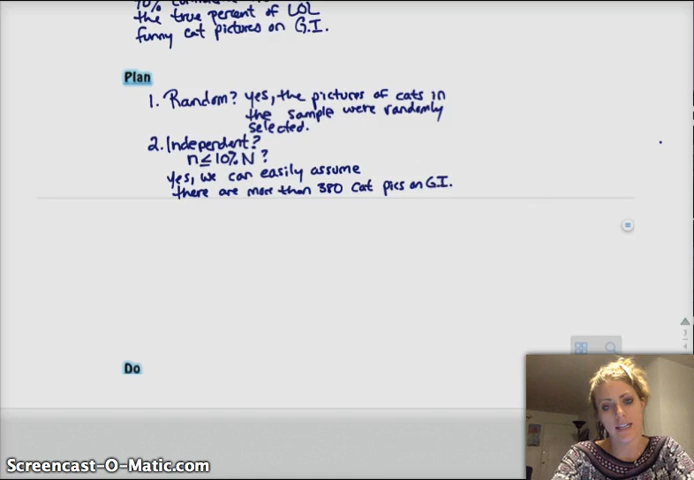 the true percent of LOL
funny cat pictures on G.I.
Plan
1. Random? yes, the pictures of cats in
the sample were randomly
selected.
2. Independent?
n ≤ 10% N?
yes, we can easily assume
there are more than 380 cat pics on G.I.
Do
Screencast-O-Matic.com